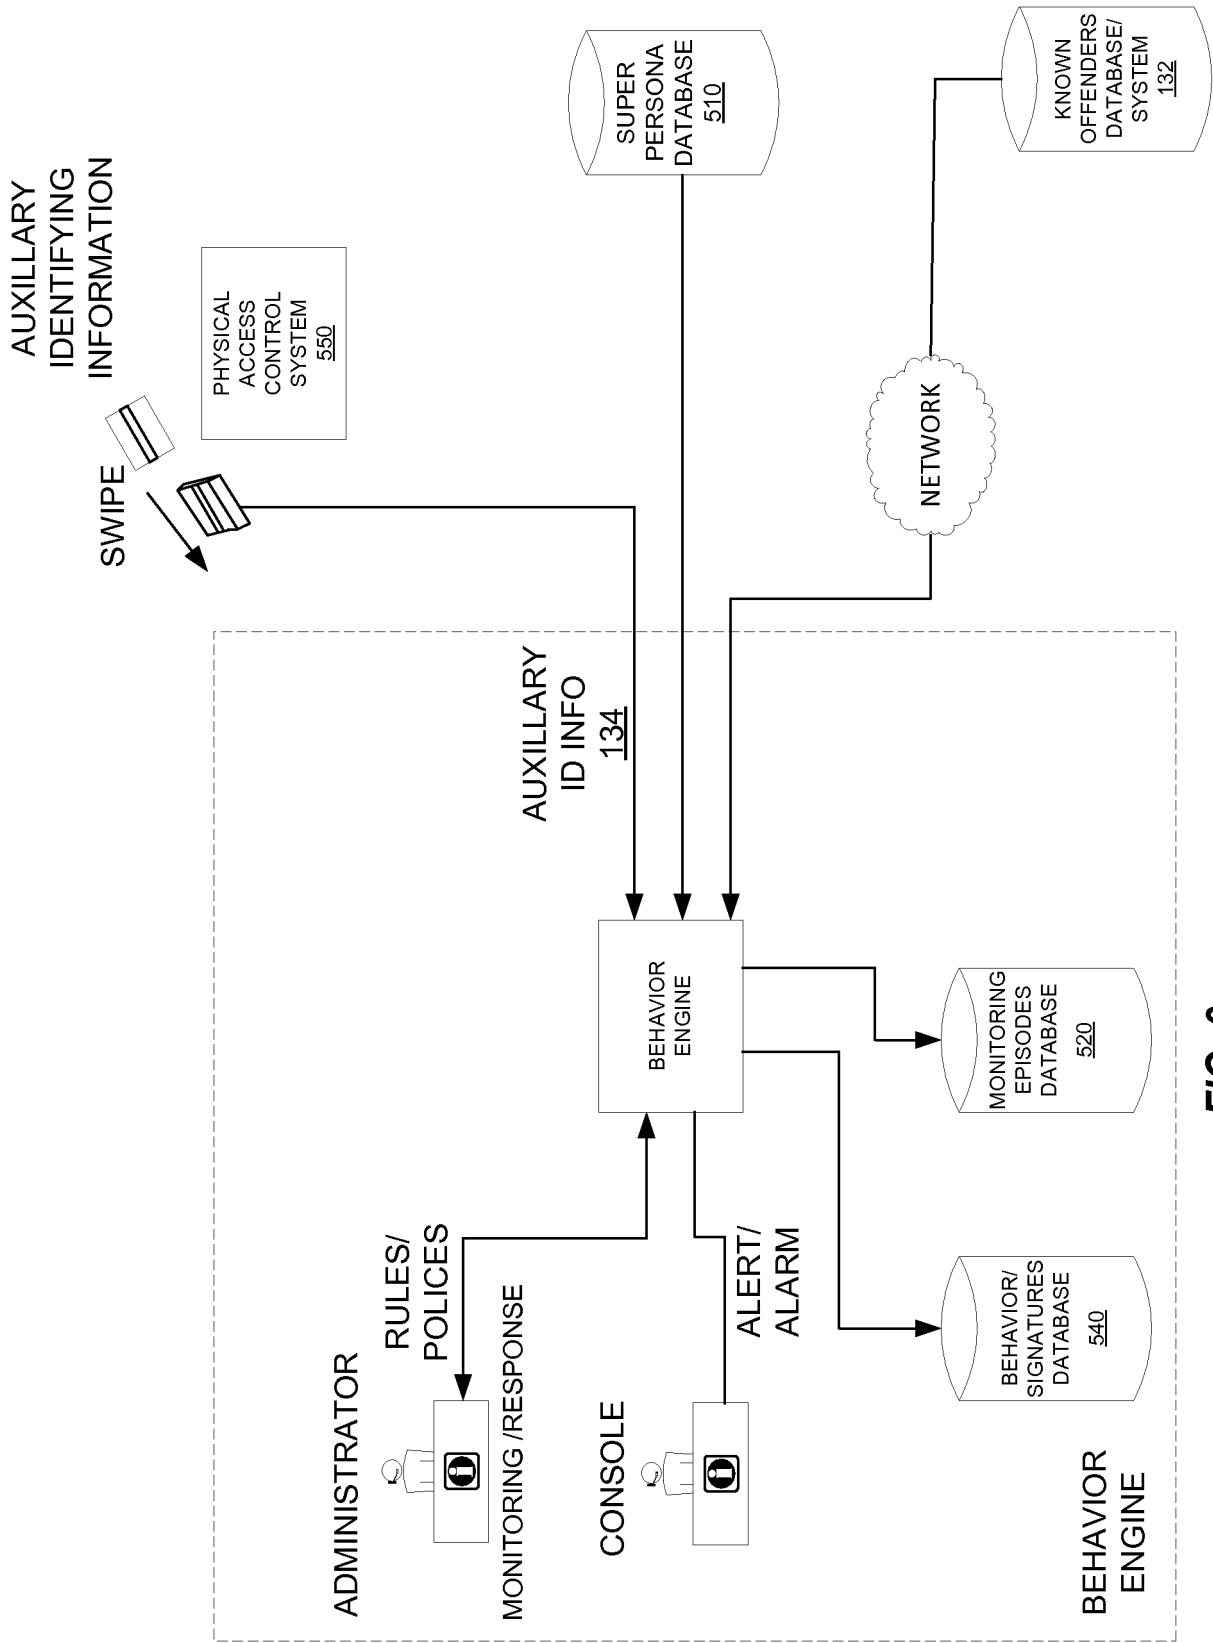 AUXILLARY
IDENTIFYING
INFORMATION
SWIPE
PHYSICAL
ACCESS
CONTROL
SYSTEM
550
SUPER
PERSONA
DATABASE
510
KNOWN
OFFENDERS
DATABASE/
SYSTEM
132
NETWORK
AUXILLARY
ID INFO
134
BEHAVIOR
ENGINE
ADMINISTRATOR
RULES/
POLICES
MONITORING /RESPONSE
CONSOLE
ALERT/
ALARM
MONITORING
EPISODES
DATABASE
520
BEHAVIOR/
SIGNATURES
DATABASE
540
BEHAVIOR
ENGINE